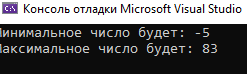 Консоль отладки Microsoft Visual Studio
Минимальное число будет: -5
Максимальное число будет: 83